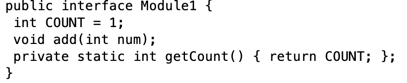 public interface Module1 {
int COUNT = 1;
void add(int num);
private static int getCount() { return COUNT; };
}